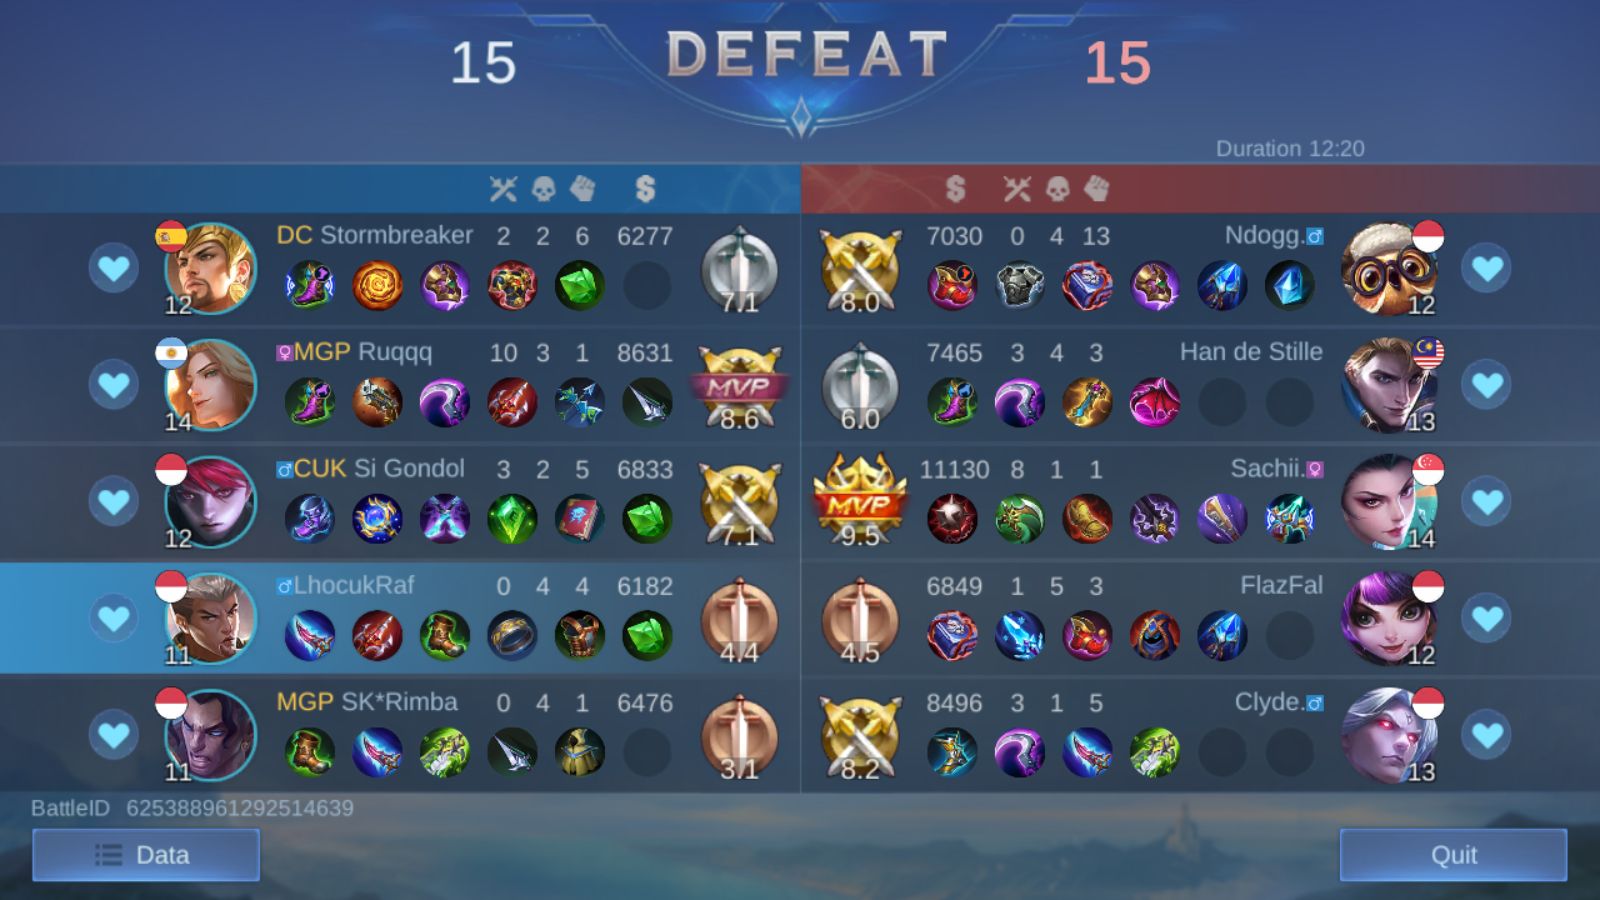 15 DEFEAT 15
Duration 12:20
DC Stormbreaker 2 2 6 6277
12 7.1
8.0 7030 0 4 13 Ndogg.
12
MGP Ruqqq 10 3 1 8631 MVP
14 8.6
7465 3 4 3 Han de Stille
6.0 13
CUK Si Gondol 3 2 5 6833
12 7.1
MVP 11130 8 1 1 Sachii.
9.5 14
LhocukRaf 0 4 4 6182
11 4.4
6849 1 5 3 FlazFal
4.5 12
MGP SK*Rimba 0 4 1 6476
11 3.1
8496 3 1 5 Clyde.
8.2 13
BattleID 625388961292514639
Data
Quit